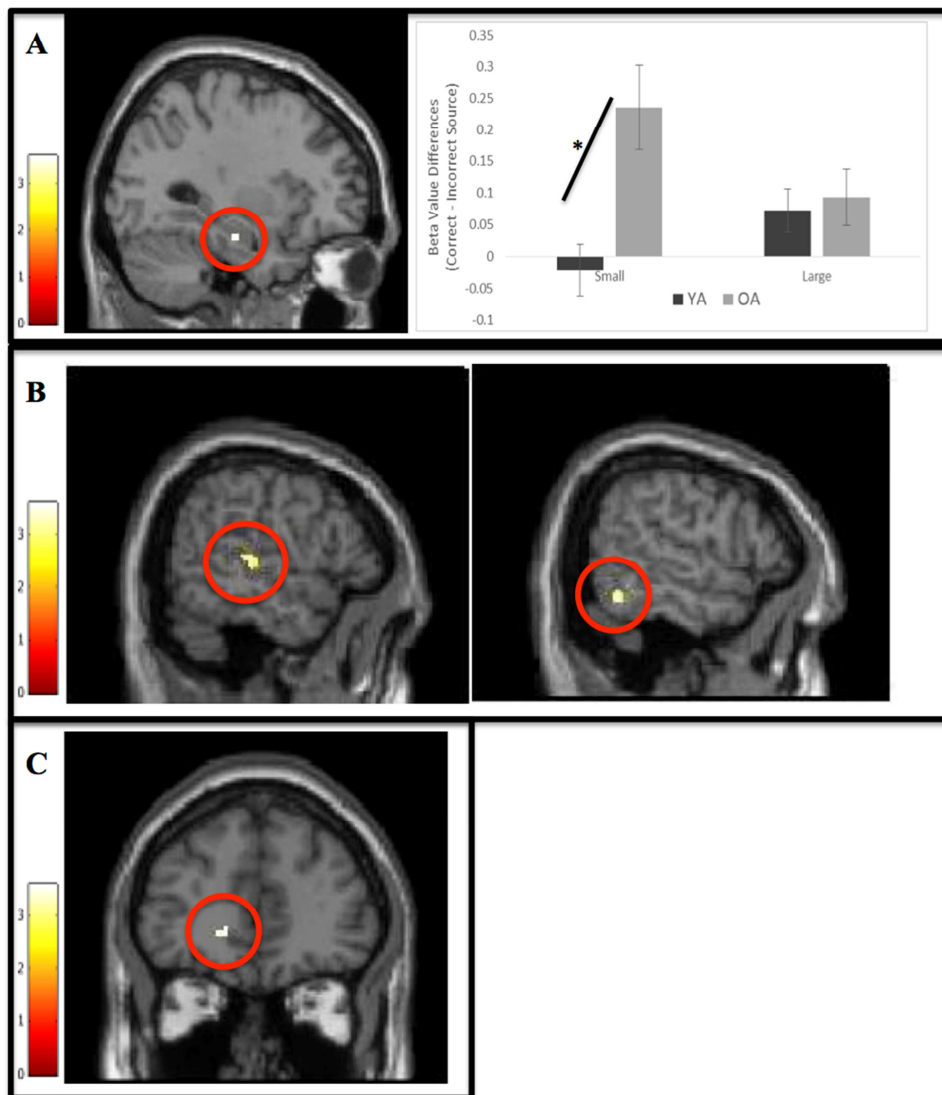 A
3
2
1
0
0.35
0.3
0.25
0.2
0.15
0.1
0.05
0
-0.05
-0.1
Beta Value Differences
(Correct - Incorrect Source)
*
Small
Large
YA
OA
B
3
2
1
0
C
3
2
1
0